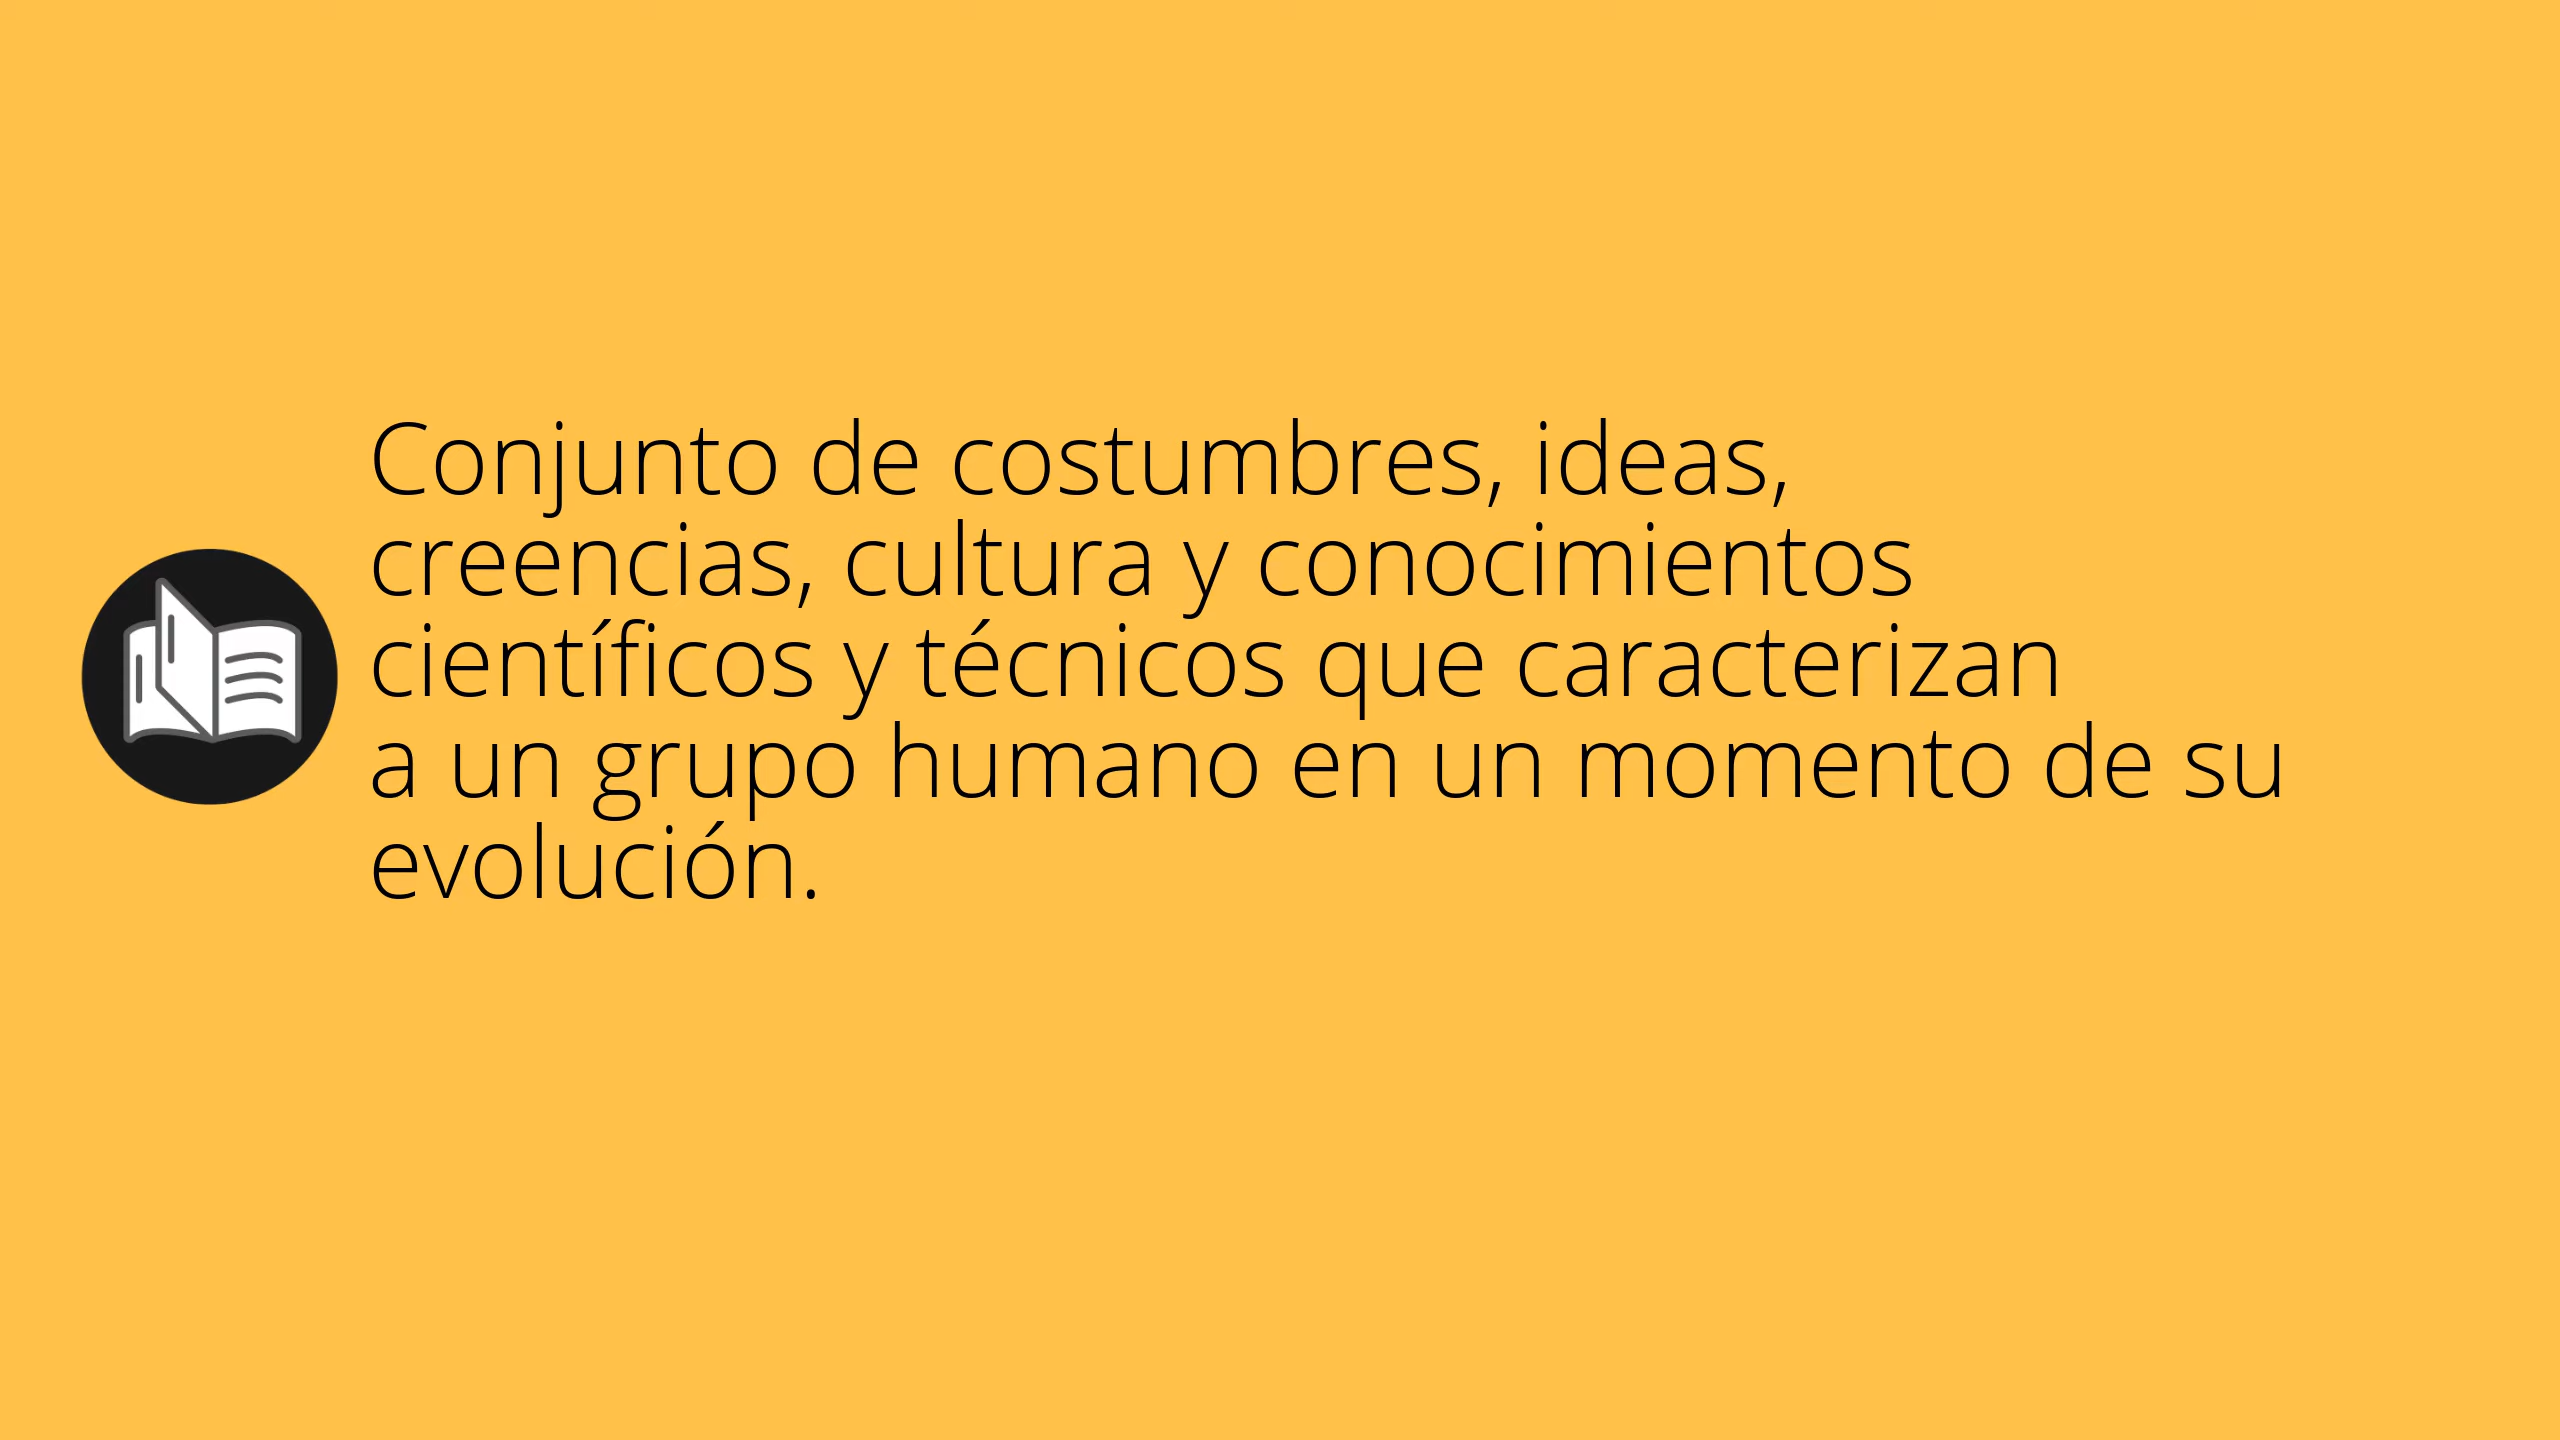 Conjunto de costumbres, ideas,
creencias, cultura y conocimientos
científicos y técnicos que caracterizan
a un grupo humano en un momento de su
evolución.